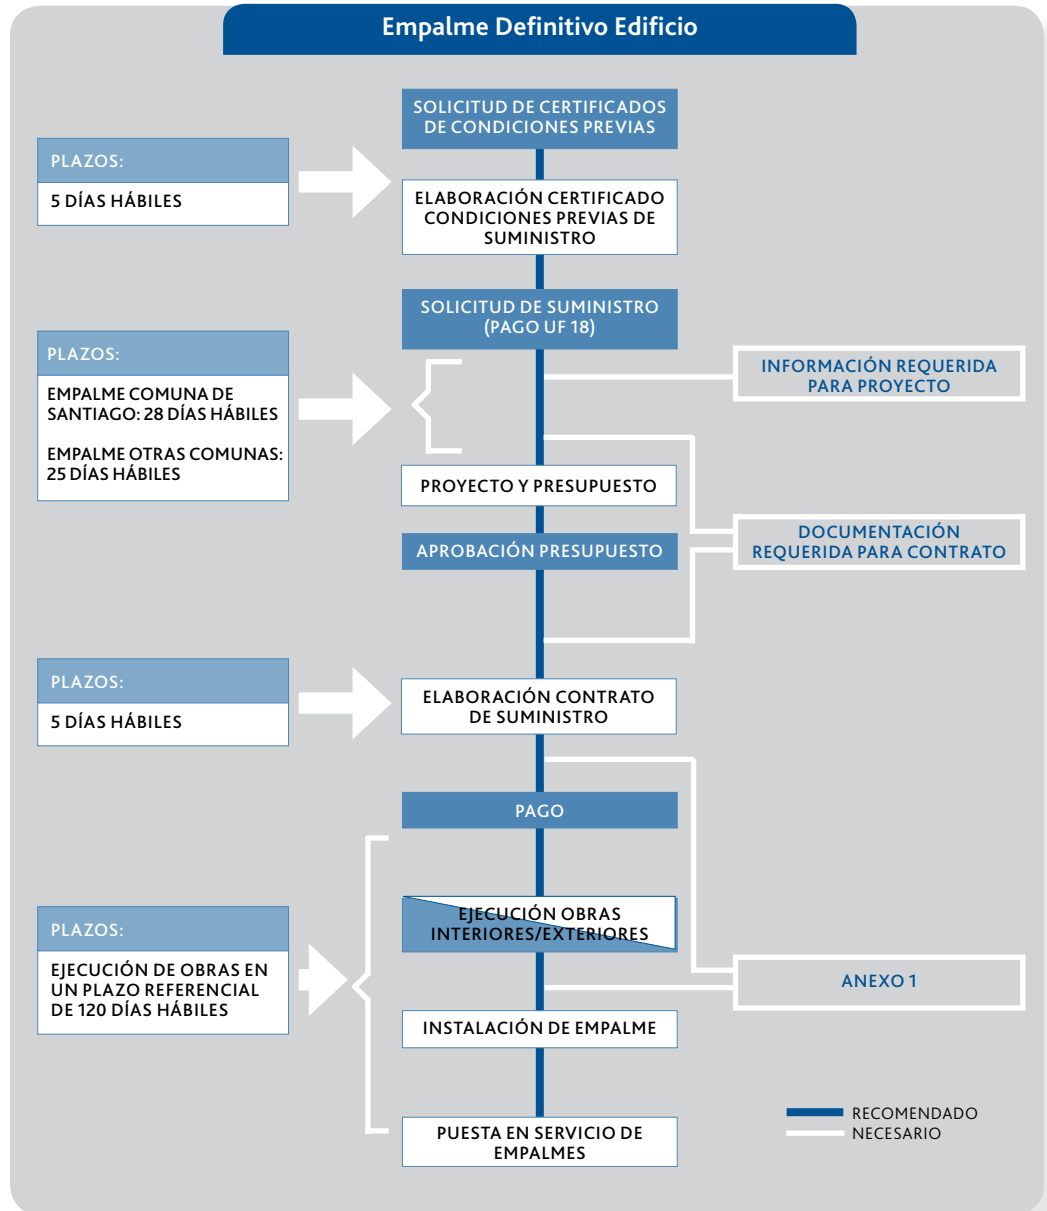 Empalme Definitivo Edificio
SOLICITUD DE CERTIFICADOS
DE CONDICIONES PREVIAS
PLAZOS:
5 DÍAS HÁBILES
ELABORACIÓN CERTIFICADO
CONDICIONES PREVIAS DE
SUMINISTRO
SOLICITUD DE SUMINISTRO
(PAGO UF 18)
PLAZOS:
EMPALME COMUNA DE
SANTIAGO: 28 DÍAS HÁBILES
EMPALME OTRAS COMUNAS:
25 DÍAS HÁBILES
INFORMACIÓN REQUERIDA
PARA PROYECTO
PROYECTO Y PRESUPUESTO
APROBACIÓN PRESUPUESTO
DOCUMENTACIÓN
REQUERIDA PARA CONTRATO
PLAZOS:
5 DÍAS HÁBILES
ELABORACIÓN CONTRATO
DE SUMINISTRO
PAGO
EJECUCIÓN OBRAS
INTERIORES/EXTERIORES
PLAZOS:
EJECUCIÓN DE OBRAS EN
UN PLAZO REFERENCIAL
DE 120 DÍAS HÁBILES
ANEXO 1
INSTALACIÓN DE EMPALME
PUESTA EN SERVICIO DE
EMPALMES
RECOMENDADO
NECESARIO